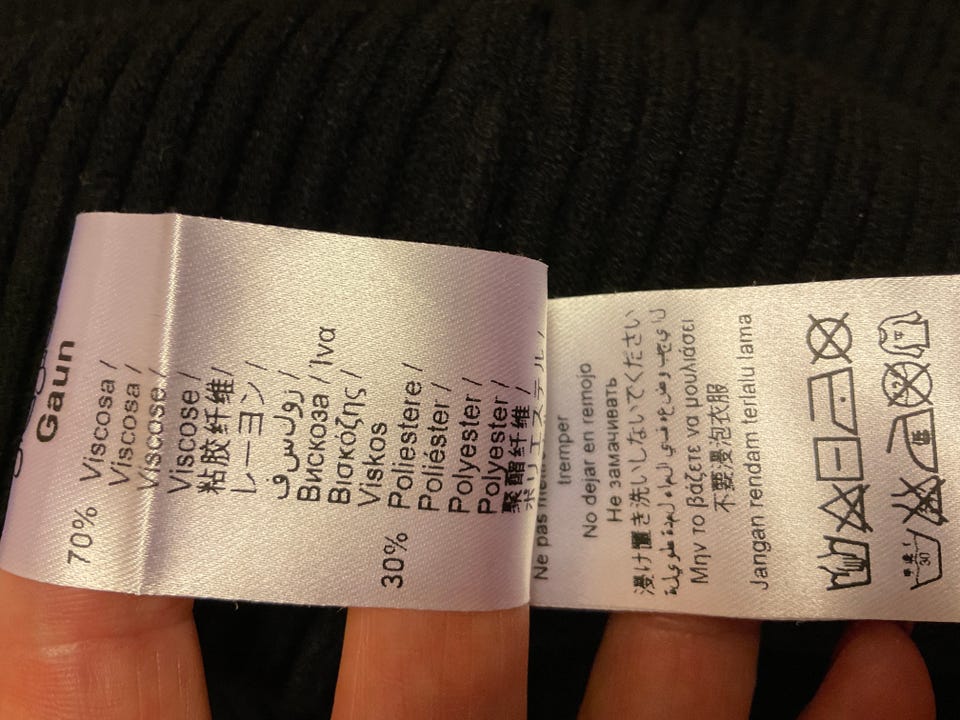 Gaun
70% Viscosa /
Viscosa /
Viscose /
Viscose /
粘胶纤维/
レーヨン /
Вискоза / Ίνα
Βισκόζης /
Viskos
30% Poliestere /
Poliéster /
Polyester /
Polyester /
聚酯纤维 /
Ne pas
tremper
No dejar en remojo
Не замачивать
浸け置き洗いしないでください
Μην το βάζετε να μουλιάσει
不要浸泡衣服
Jangan rendam terlalu lama
30